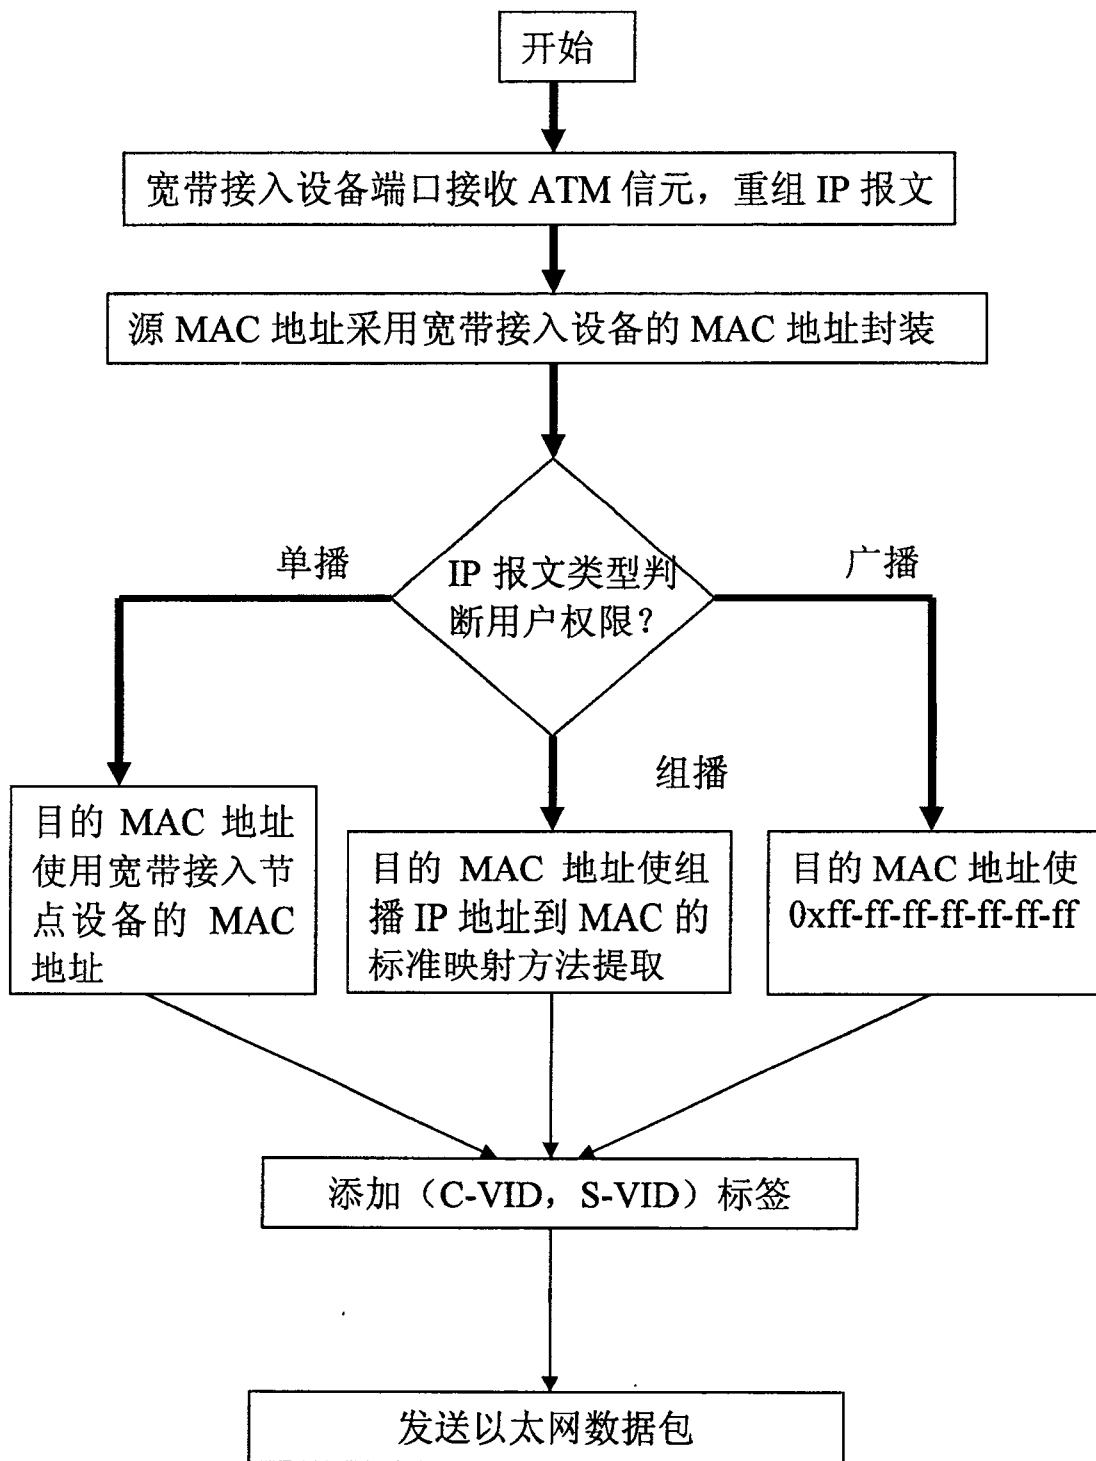 开始
宽带接入设备端口接收 ATM 信元，重组 IP 报文
源 MAC 地址采用宽带接入设备的 MAC 地址封装
单播
IP 报文类型判
断用户权限？
广播
组播
目的 MAC 地址
使用宽带接入节
点设备的 MAC
地址
目的 MAC 地址使组
播 IP 地址到 MAC 的
标准映射方法提取
目的 MAC 地址使
0xff-ff-ff-ff-ff-ff-ff
添加（C-VID，S-VID）标签
发送以太网数据包